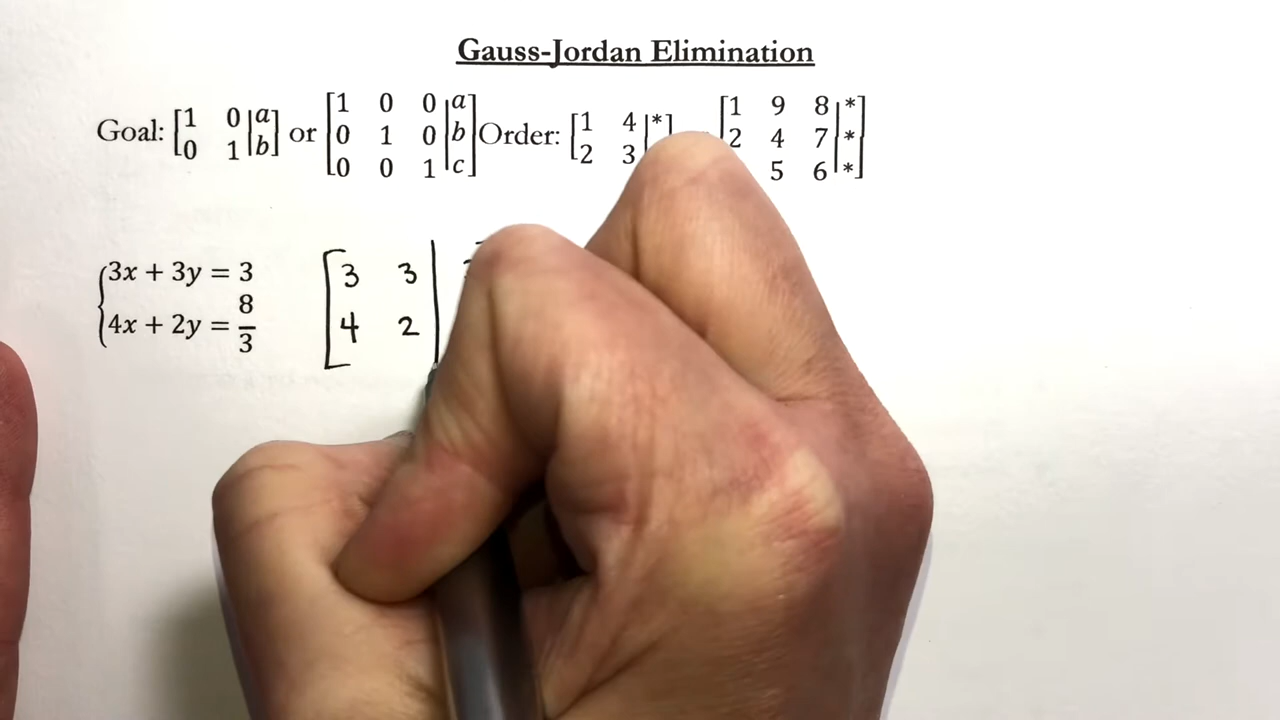 Gauss-Jordan Elimination
Goal: [1 0 | a] or [1 0 0 | a] Order: [1 4 | *] [1 9 8 | *]
[0 1 | b] [0 1 0 | b] [2 3 [2 4 7 | *]
[0 0 1 | c] 5 6 | *]
{3x + 3y = 3 [3 3 |
4x + 2y = 8/3 [4 2 |